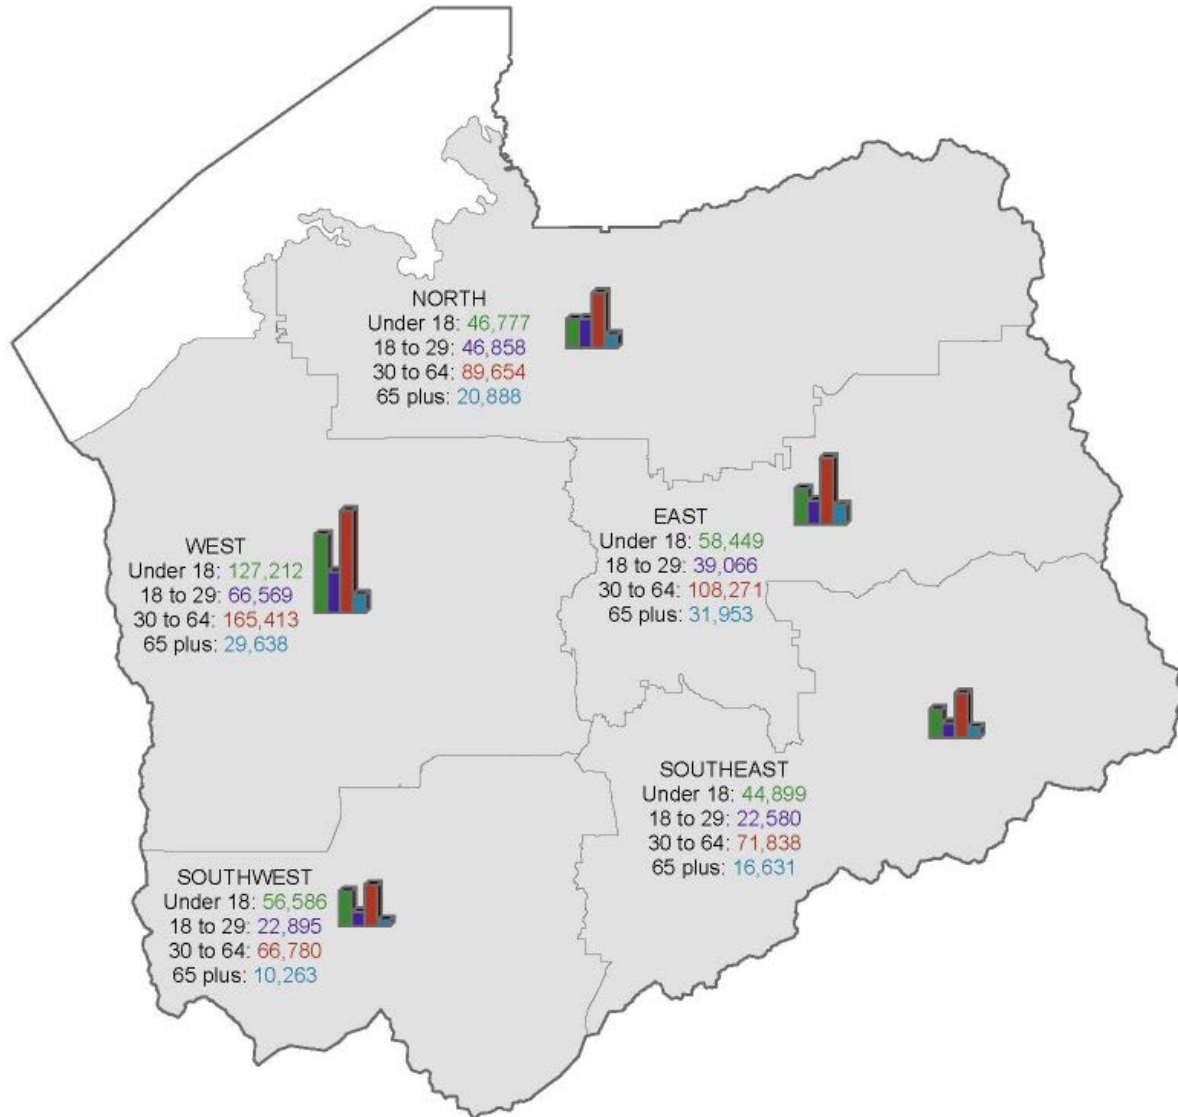 NORTH
Under 18: 46,777
18 to 29: 46,858
30 to 64: 89,654
65 plus: 20,888
EAST
Under 18: 58,449
18 to 29: 39,066
30 to 64: 108,271
65 plus: 31,953
WEST
Under 18: 127,212
18 to 29: 66,569
30 to 64: 165,413
65 plus: 29,638
SOUTHEAST
Under 18: 44,899
18 to 29: 22,580
30 to 64: 71,838
65 plus: 16,631
SOUTHWEST
Under 18: 56,586
18 to 29: 22,895
30 to 64: 66,780
65 plus: 10,263